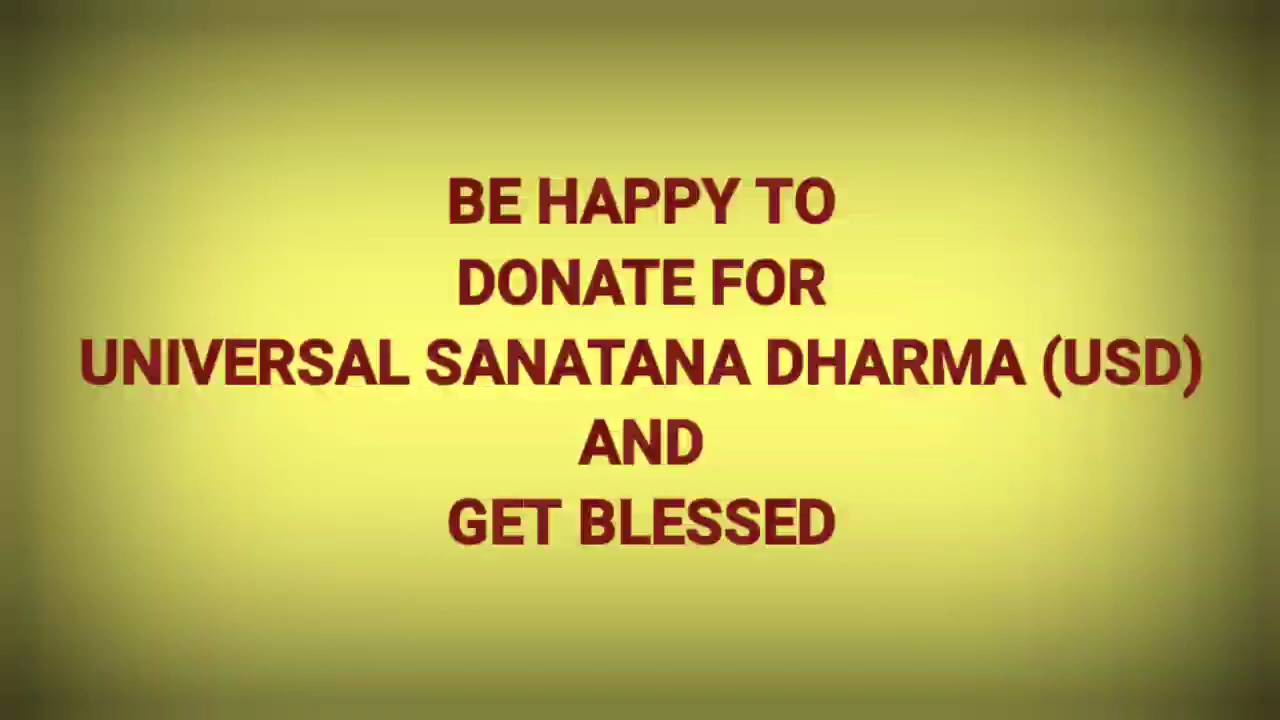 BE HAPPY TO
DONATE FOR
UNIVERSAL SANATANA DHARMA (USD)
AND
GET BLESSED